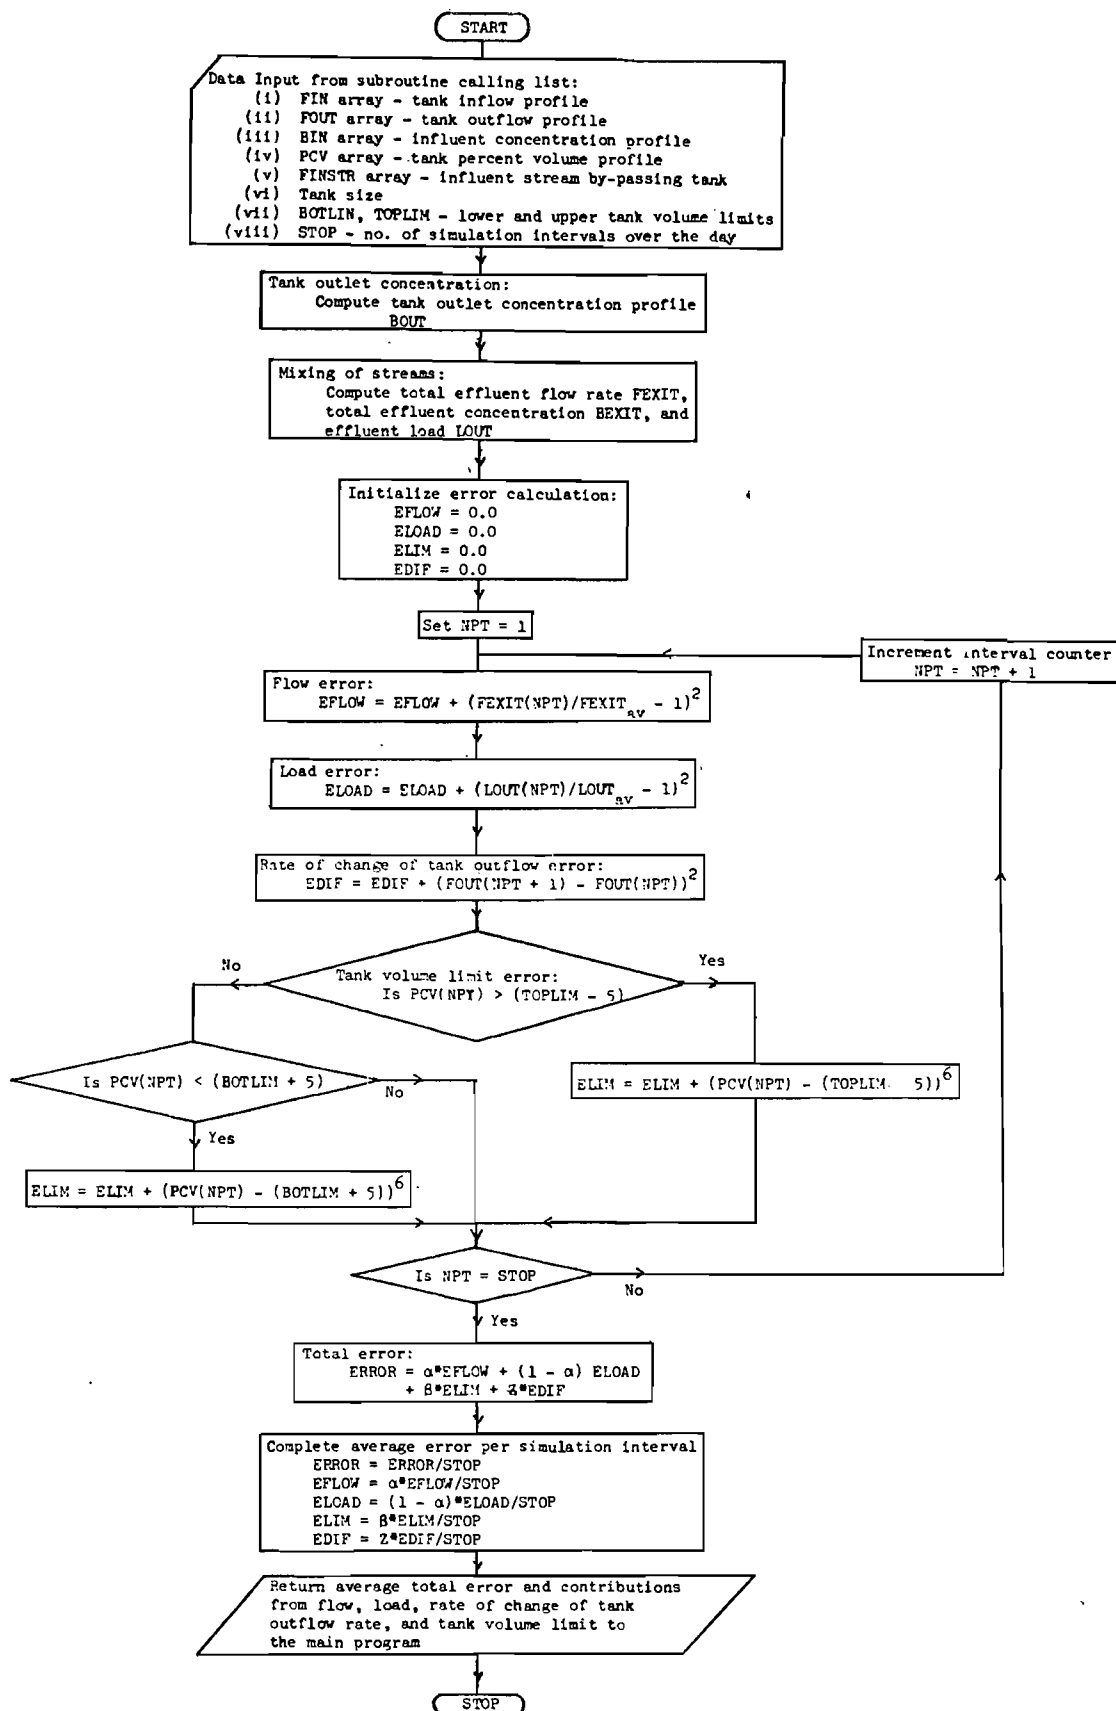 START
Data Input from subroutine calling list:
(i) FIN array - tank inflow profile
(ii) FOUT array - tank outflow profile
(iii) BIN array - influent concentration profile
(iv) PCV array - tank percent volume profile
(v) FINSTR array - influent stream by-passing tank
(vi) Tank size
(vii) BOTLIN, TOPLIM - lower and upper tank volume limits
(viii) STOP - no. of simulation intervals over the day
Tank outlet concentration:
Compute tank outlet concentration profile
BOUT
Mixing of streams:
Compute total effluent flow rate FEXIT,
total effluent concentration BEXIT, and
effluent load LOUT
Initialize error calculation:
EFLOW = 0.0
ELOAD = 0.0
ELIM = 0.0
EDIF = 0.0
Set NPT = 1
Increment interval counter
NPT = NPT + 1
Flow error:
EFLOW = EFLOW + (FEXIT(NPT)/FEXIT_av - 1)^2
Load error:
ELOAD = ELOAD + (LOUT(NPT)/LOUT_av - 1)^2
Rate of change of tank outflow error:
EDIF = EDIF + (FOUT(NPT + 1) - FOUT(NPT))^2
No
Yes
Tank volume limit error:
Is PCV(NPT) > (TOPLIM - 5)
Is PCV(NPT) < (BOTLIM + 5)
No
ELIM = ELIM + (PCV(NPT) - (TOPLIM 5))^6
Yes
ELIM = ELIM + (PCV(NPT) - (BOTLIM + 5))^6
Is NPT = STOP
No
Yes
Total error:
ERROR = α*EFLOW + (1 - α) ELOAD
+ β*ELIM + Z*EDIF
Complete average error per simulation interval
ERROR = ERROR/STOP
EFLOW = α*EFLOW/STOP
ELOAD = (1 - α)*ELOAD/STOP
ELIM = β*ELIM/STOP
EDIF = Z*EDIF/STOP
Return average total error and contributions
from flow, load, rate of change of tank
outflow rate, and tank volume limit to
the main program
STOP